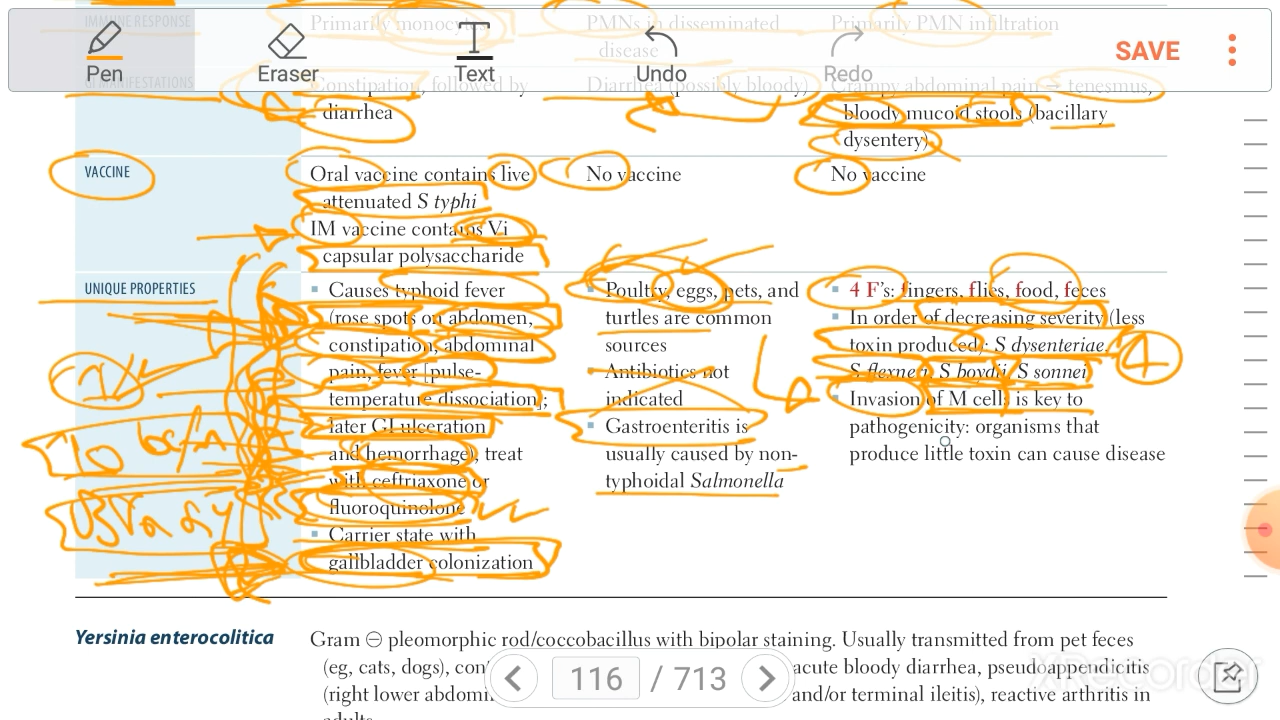 IMMUNE RESPONSE
Primarily monocytes
PMNs in disseminated
disease
Primarily PMN infiltration
Pen
Eraser
Text
Undo
Redo
SAVE
GI MANIFESTATIONS
Constipation, followed by
diarrhea
Diarrhea (possibly bloody)
Crampy abdominal pain → tenesmus,
bloody mucoid stools (bacillary
dysentery)
VACCINE
Oral vaccine contains live
attenuated S typhi
IM vaccine contains Vi
capsular polysaccharide
No vaccine
No vaccine
UNIQUE PROPERTIES
▪ Causes typhoid fever
(rose spots on abdomen,
constipation, abdominal
pain, fever [pulse-
temperature dissociation];
later GI ulceration
and hemorrhage), treat
with ceftriaxone or
fluoroquinolone
▪ Carrier state with
gallbladder colonization
▪ Poultry, eggs, pets, and
turtles are common
sources
▪ Antibiotics not
indicated
▪ Gastroenteritis is
usually caused by non-
typhoidal Salmonella
▪ 4 F's: fingers, flies, food, feces
▪ In order of decreasing severity (less
toxin produced): S dysenteriae,
S flexneri, S boydii, S sonnei
▪ Invasion of M cells is key to
pathogenicity: organisms that
produce little toxin can cause disease
4
Yersinia enterocolitica
Gram ⊖ pleomorphic rod/coccobacillus with bipolar staining. Usually transmitted from pet feces
(eg, cats, dogs), acute bloody diarrhea, pseudoappendicitis
(right lower and/or terminal ileitis), reactive arthritis in
adults
116 / 713
XRecorder